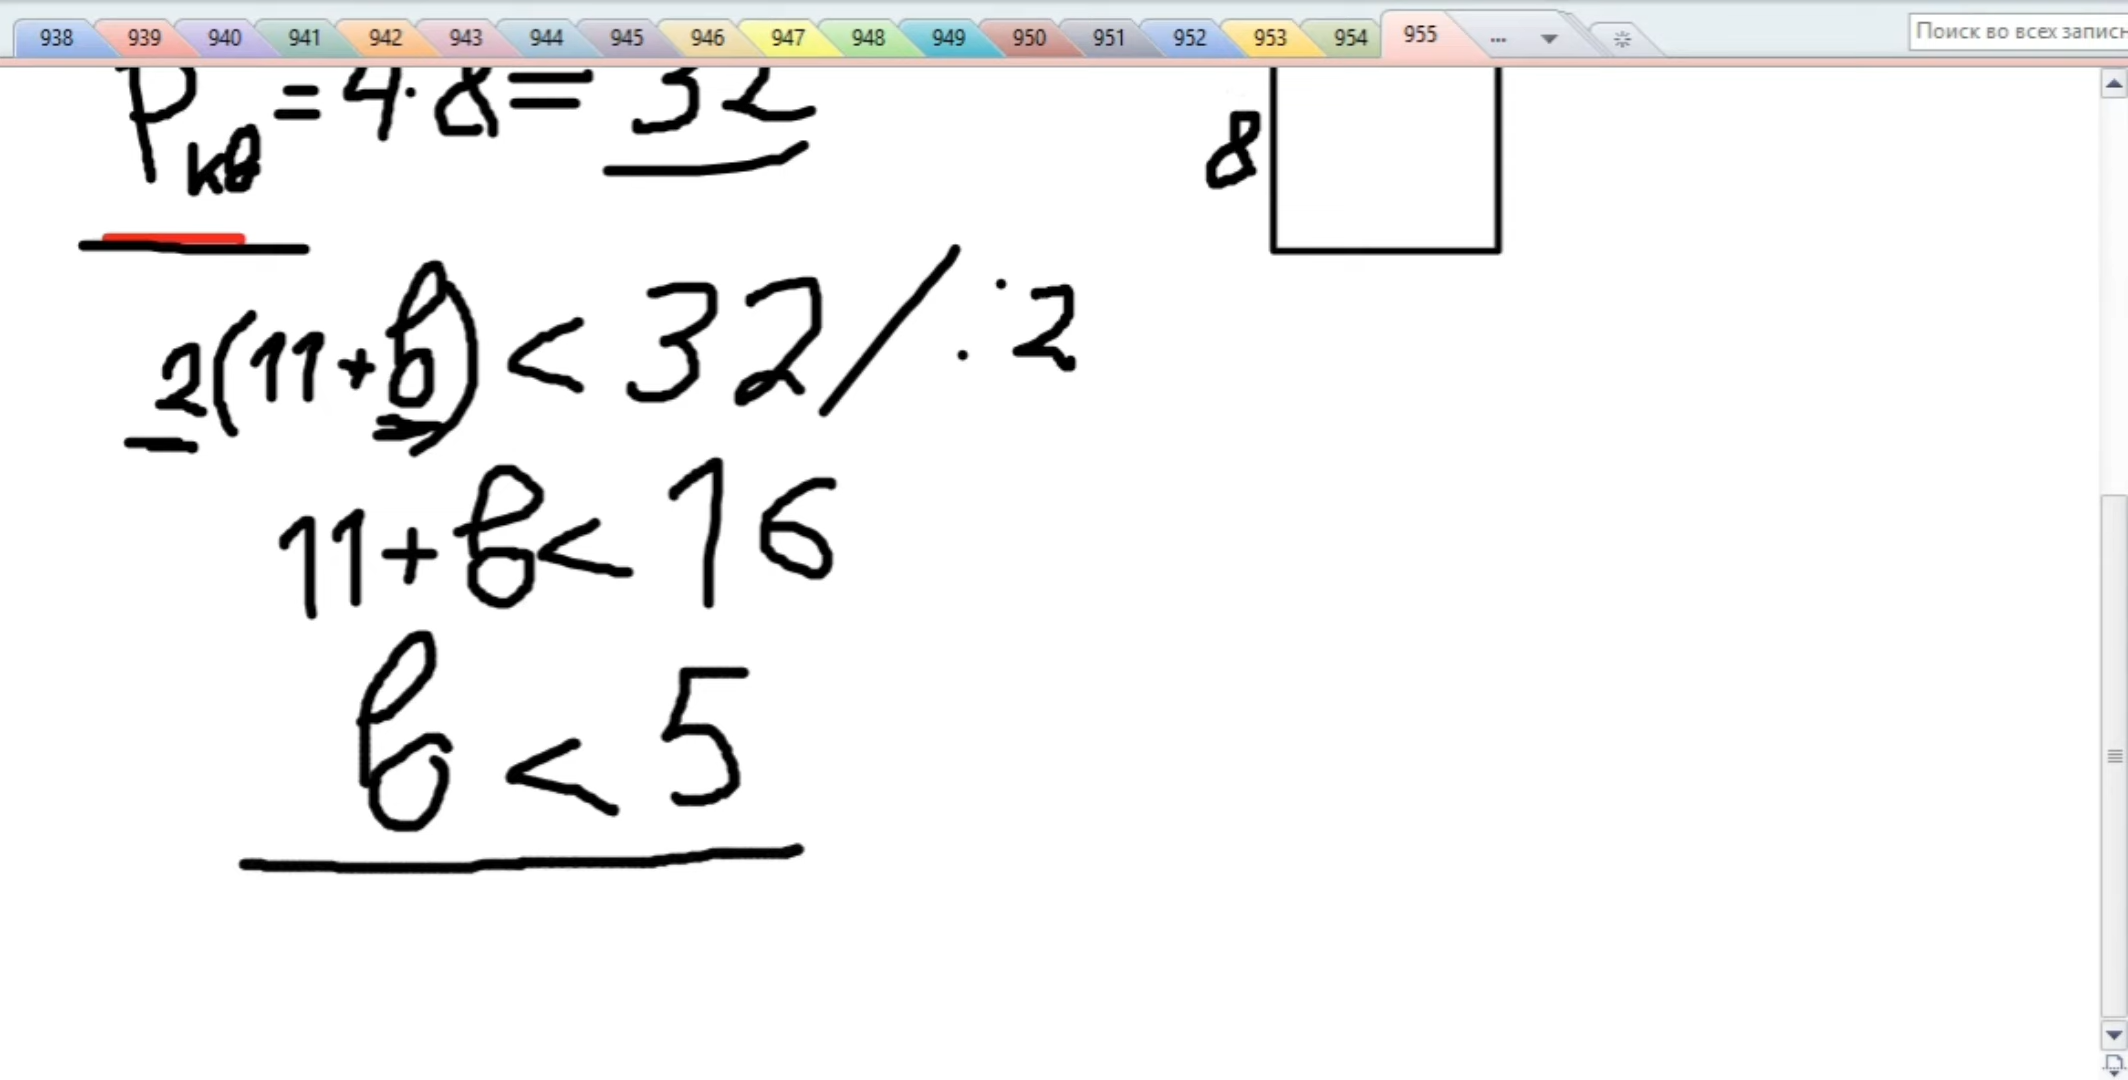 938 939 940 941 942 943 944 945 946 947 948 949 950 951 952 953 954 955 ...
Поиск во всех записн
Pкв = 4·8 = 32
8
2(11+в) < 32 / :2
11+в < 16
в < 5